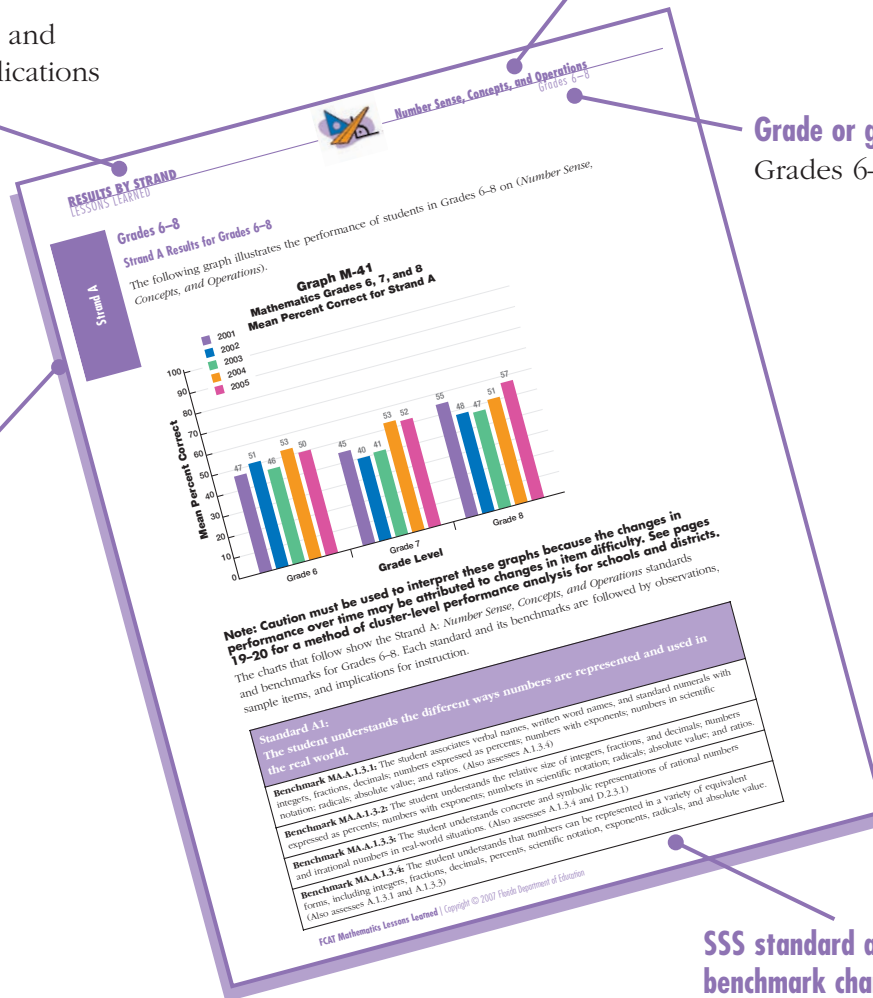 and
Grade or g
Grades 6–
RESULTS BY STRAND
LESSONS LEARNED
Number Sense, Concepts, and Operations
Grades 6–8
Strand A
Grades 6–8
Strand A Results for Grades 6–8
The following graph illustrates the performance of students in Grades 6–8 on (Number Sense,
Concepts, and Operations).
Graph M-41
Mathematics Grades 6, 7, and 8
Mean Percent Correct for Strand A
2001
2002
2003
2004
2005
Mean Percent Correct
100
90
80
70
60
50
40
30
20
10
0
47 51 46 53 50
45 40 41 53 52
55 48 47 51 57
Grade 6 Grade 7 Grade 8
Grade Level
Note: Caution must be used to interpret these graphs because the changes in
performance over time may be attributed to changes in item difficulty. See pages
19–20 for a method of cluster-level performance analysis for schools and districts.
The charts that follow show the Strand A: Number Sense, Concepts, and Operations standards
and benchmarks for Grades 6–8. Each standard and its benchmarks are followed by observations,
sample items, and implications for instruction.
Standard A1:
The student understands the different ways numbers are represented and used in
the real world.
Benchmark MA.A.1.3.1: The student associates verbal names, written word names, and standard numerals with
integers, fractions, decimals; numbers expressed as percents; numbers with exponents; numbers in scientific
notation; radicals; absolute value; and ratios. (Also assesses A.1.3.4)
Benchmark MA.A.1.3.2: The student understands the relative size of integers, fractions, and decimals; numbers
expressed as percents; numbers with exponents; numbers in scientific notation; radicals; absolute value; and ratios.
Benchmark MA.A.1.3.3: The student understands concrete and symbolic representations of rational numbers
and irrational numbers in real-world situations. (Also assesses A.1.3.4 and D.2.3.1)
Benchmark MA.A.1.3.4: The student understands that numbers can be represented in a variety of equivalent
forms, including integers, fractions, decimals, percents, scientific notation, exponents, radicals, and absolute value.
(Also assesses A.1.3.1 and A.1.3.3)
FCAT Mathematics Lessons Learned | Copyright © 2007 Florida Department of Education
SSS standard a
benchmark cha